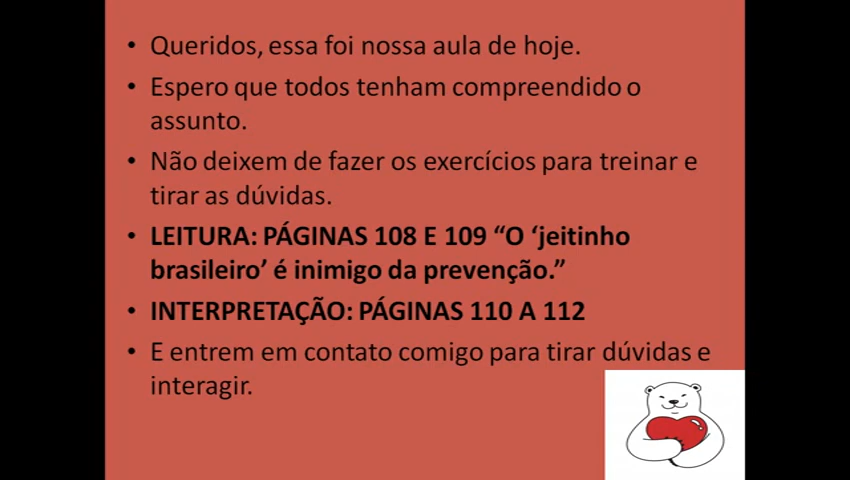 • Queridos, essa foi nossa aula de hoje.
• Espero que todos tenham compreendido o
assunto.
• Não deixem de fazer os exercícios para treinar e
tirar as dúvidas.
• LEITURA: PÁGINAS 108 E 109 “O ‘jeitinho
brasileiro’ é inimigo da prevenção.”
• INTERPRETAÇÃO: PÁGINAS 110 A 112
• E entrem em contato comigo para tirar dúvidas e
interagir.